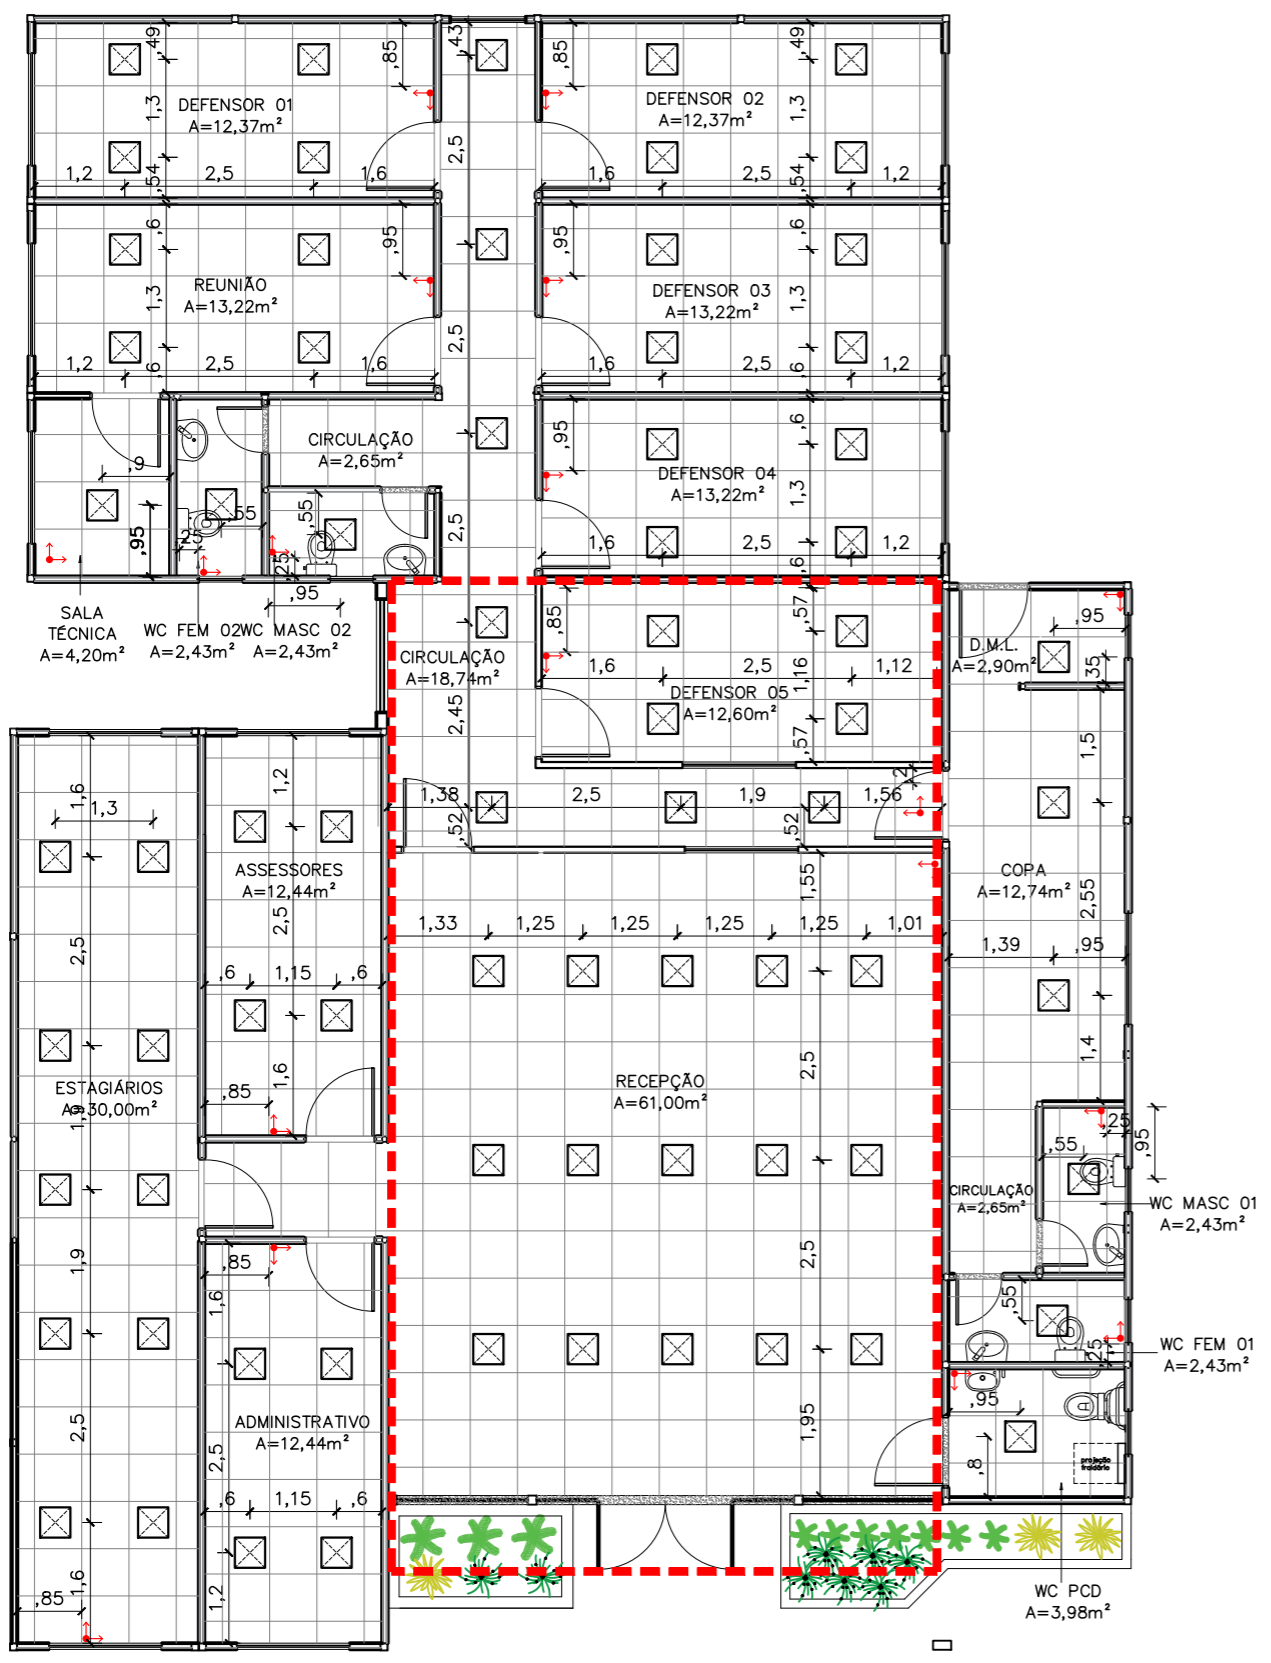 ,49
,85
,43
,85
,49
DEFENSOR 01
A=12,37m²
1,3
2,5
DEFENSOR 02
A=12,37m²
1,3
1,2
,54
2,5
1,6
1,6
2,5
,54
1,2
,6
,95
,95
,6
REUNIÃO
A=13,22m²
1,3
2,5
DEFENSOR 03
A=13,22m²
1,3
1,2
,6
2,5
1,6
1,6
2,5
,6
1,2
CIRCULAÇÃO
A=2,65m²
,95
,6
,9
DEFENSOR 04
A=13,22m²
1,3
,95
,55
,25
,55
,25
2,5
1,6
2,5
,6
1,2
,95
SALA
TÉCNICA
A=4,20m²
WC FEM 02
A=2,43m²
WC MASC 02
A=2,43m²
CIRCULAÇÃO
A=18,74m²
,85
,57
1,6
2,5
1,16
1,12
DEFENSOR 05
A=12,60m²
,57
D.M.L.
A=2,90m²
,95
,35
2,45
1,5
1,6
1,3
1,2
1,38
2,5
1,9
1,56
,2
,52
,52
ASSESSORES
A=12,44m²
2,5
1,55
COPA
A=12,74m²
2,55
2,5
1,33
1,25
1,25
1,25
1,25
1,01
1,39
,95
,6
1,15
,6
1,4
ESTAGIÁRIOS
A=30,00m²
1,9
,85
1,6
RECEPÇÃO
A=61,00m²
2,5
,25
,95
,55
CIRCULAÇÃO
A=2,65m²
WC MASC 01
A=2,43m²
1,9
,85
1,6
2,5
,55
,25
WC FEM 01
A=2,43m²
ADMINISTRATIVO
A=12,44m²
2,5
2,5
1,95
,95
,8
projeção
fraldário
,6
1,15
,6
1,6
,85
1,2
WC PCD
A=3,98m²